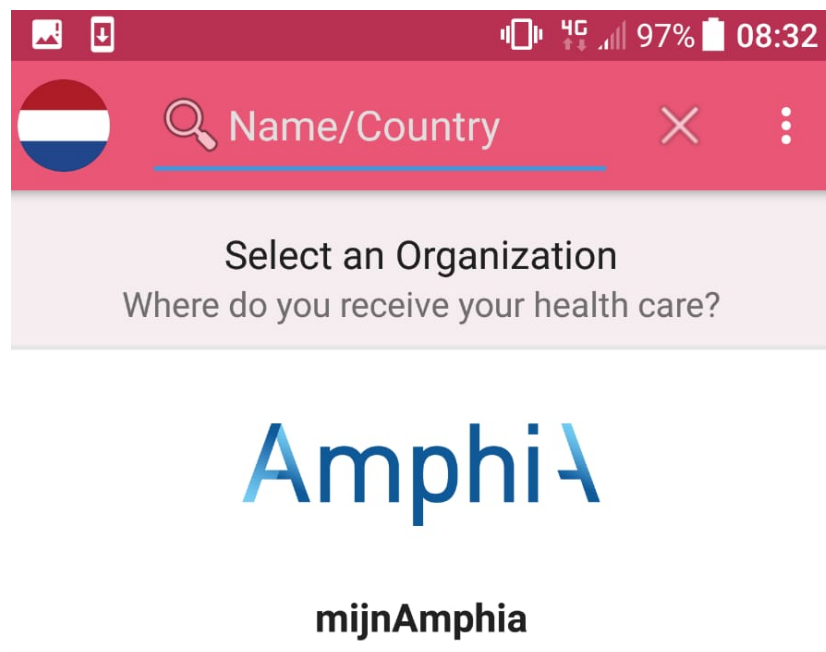 4G 97% 08:32
Name/Country
Select an Organization
Where do you receive your health care?
AmphiA
mijnAmphia